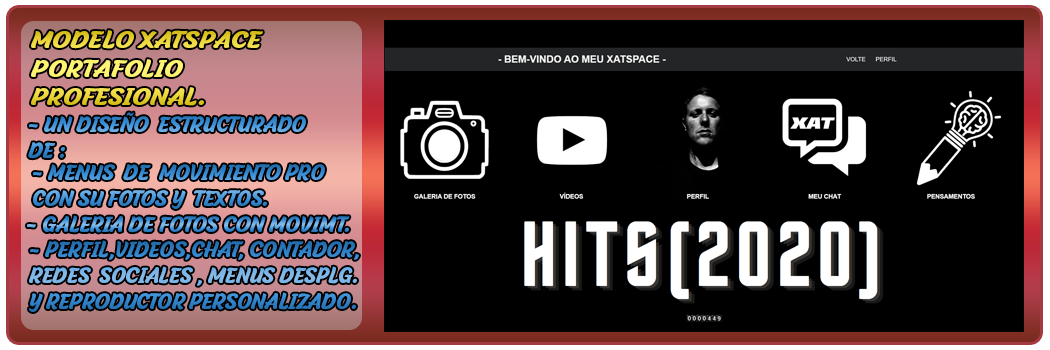 MODELO XATSPACE
PORTAFOLIO
PROFESIONAL.
- UN DISEÑO ESTRUCTURADO
DE :
- MENUS DE MOVIMIENTO PRO
CON SU FOTOS Y TEXTOS.
- GALERIA DE FOTOS CON MOVIMT.
- PERFIL,VIDEOS,CHAT, CONTADOR,
REDES SOCIALES , MENUS DESPLG.
Y REPRODUCTOR PERSONALIZADO.
- BEM-VINDO AO MEU XATSPACE -
VOLTE PERFIL
XAT
GALERIA DE FOTOS
VÍDEOS
PERFIL
MEU CHAT
PENSAMENTOS
HITS(2020)
0000449